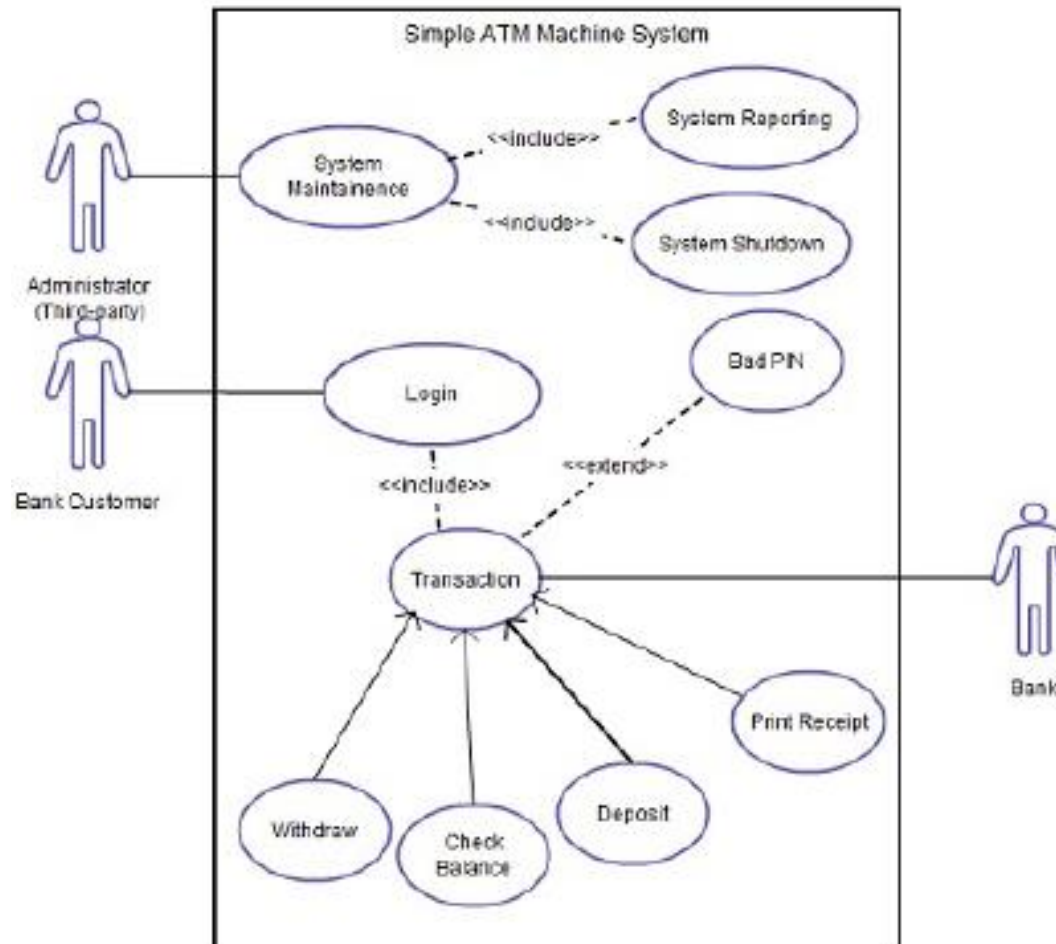 Simple ATM Machine System
System Reporting
<<include>>
System
Maintainence
<<include>>
System Shutdown
Administrator
(Third-party)
Bad PIN
Login
<<extend>>
<<include>>
Bank Customer
Transaction
Bank
Print Receipt
Withdraw
Check
Balance
Deposit